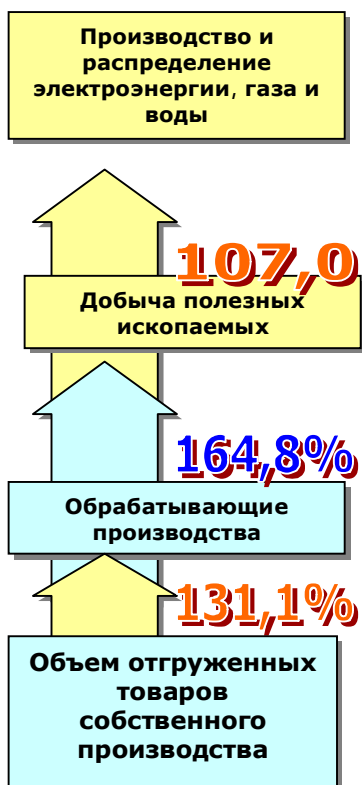 Производство и
распределение
электроэнергии, газа и
воды
107,0
Добыча полезных
ископаемых
164,8%
Обрабатывающие
производства
131,1%
Объем отгруженных
товаров
собственного
производства